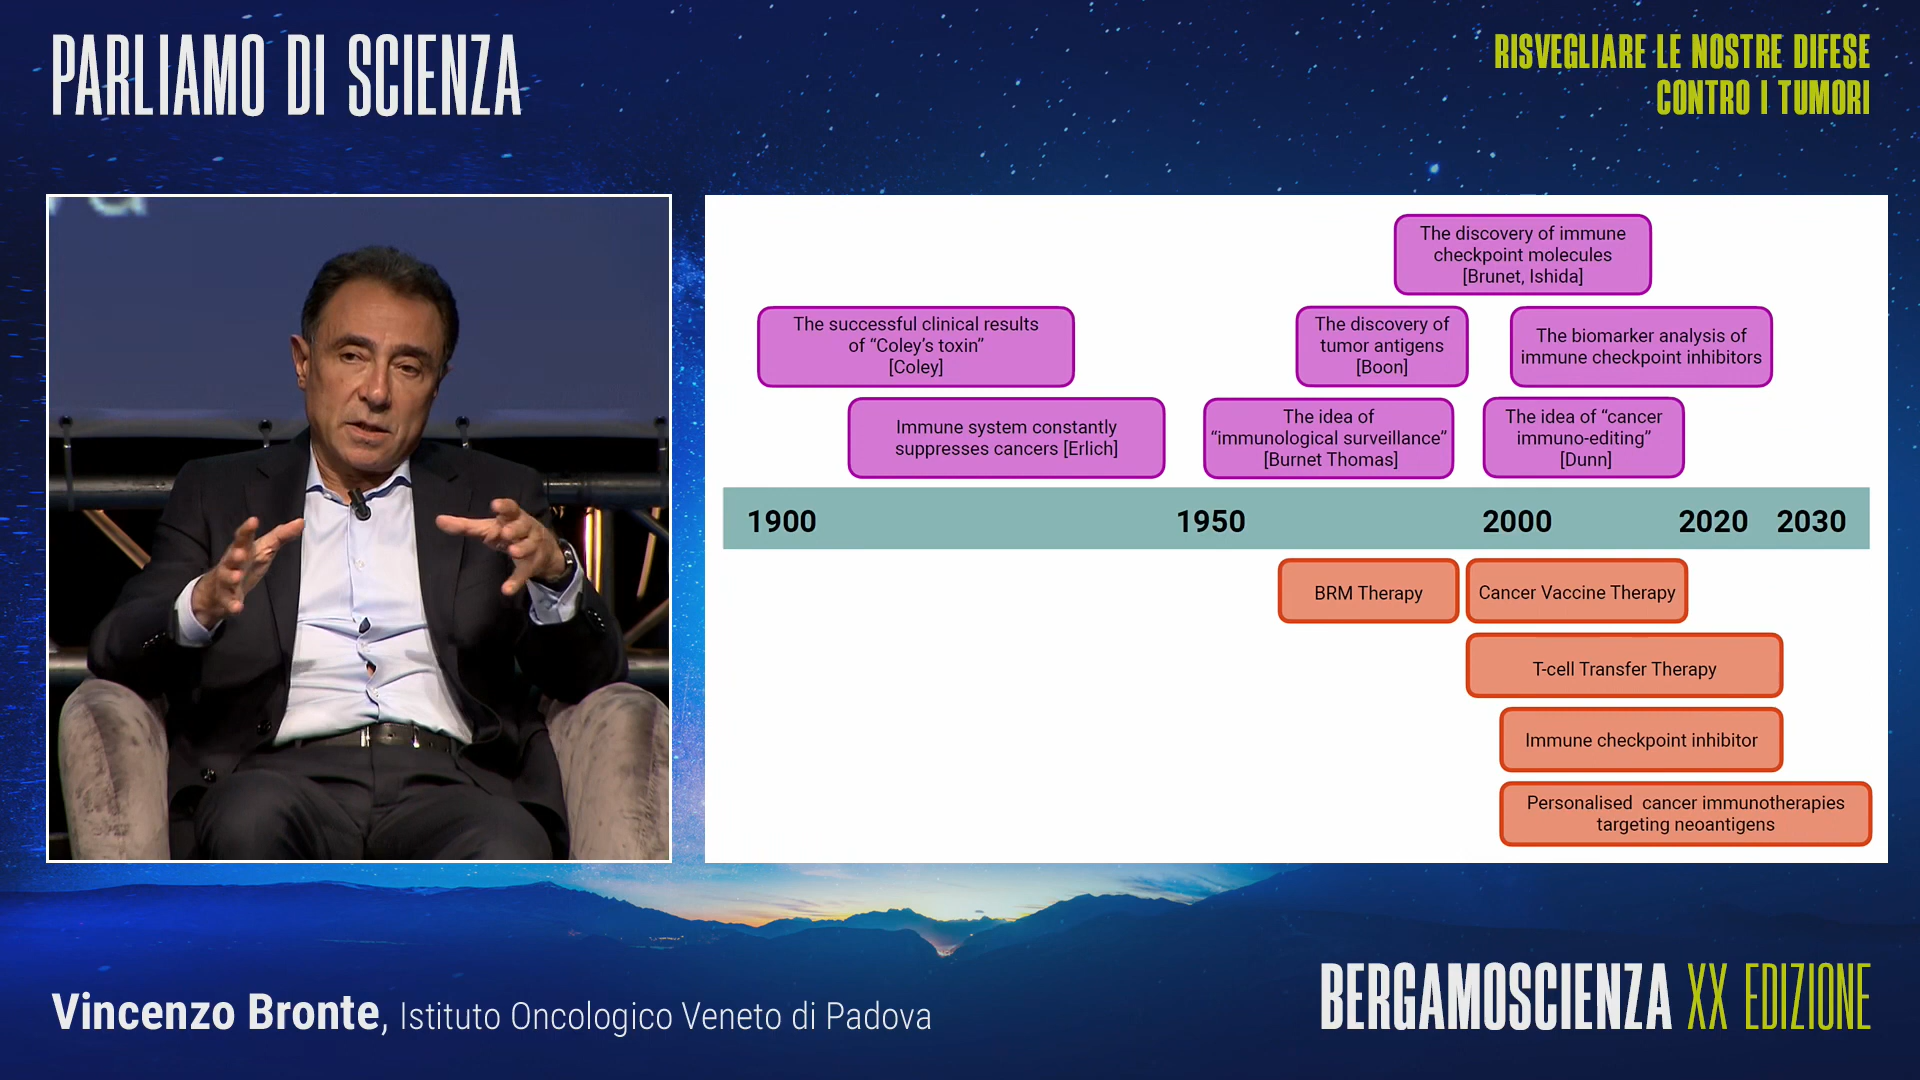 PARLIAMO DI SCIENZA
RISVEGLIARE LE NOSTRE DIFESE
CONTRO I TUMORI
The discovery of immune
checkpoint molecules
[Brunet, Ishida]
The successful clinical results
of “Coley’s toxin”
[Coley]
The discovery of
tumor antigens
[Boon]
The biomarker analysis of
immune checkpoint inhibitors
Immune system constantly
suppresses cancers [Erlich]
The idea of
“immunological surveillance”
[Burnet Thomas]
The idea of “cancer
immuno-editing”
[Dunn]
1900 1950 2000 2020 2030
BRM Therapy
Cancer Vaccine Therapy
T-cell Transfer Therapy
Immune checkpoint inhibitor
Personalised cancer immunotherapies
targeting neoantigens
Vincenzo Bronte, Istituto Oncologico Veneto di Padova
BERGAMOSCIENZA XX EDIZIONE